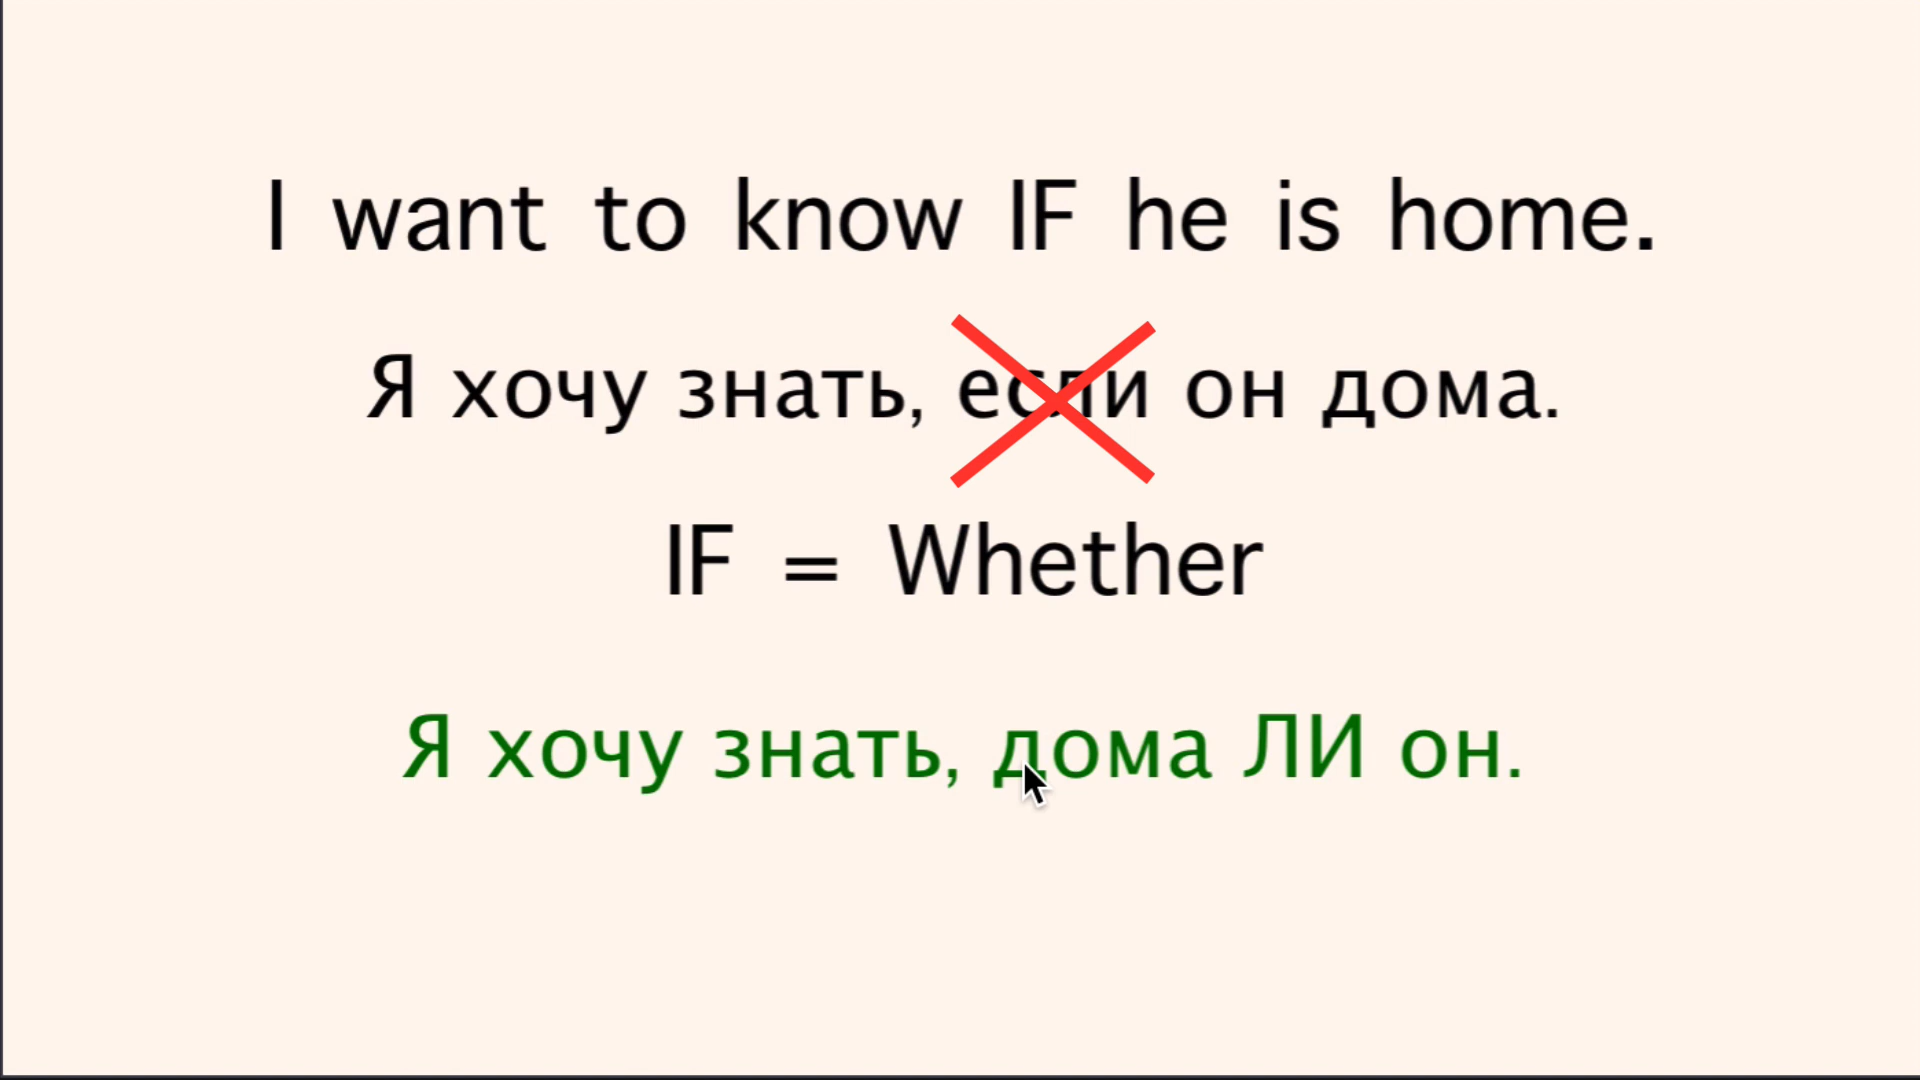 I want to know IF he is home.
Я хочу знать, если он дома.
IF = Whether
Я хочу знать, дома ЛИ он.